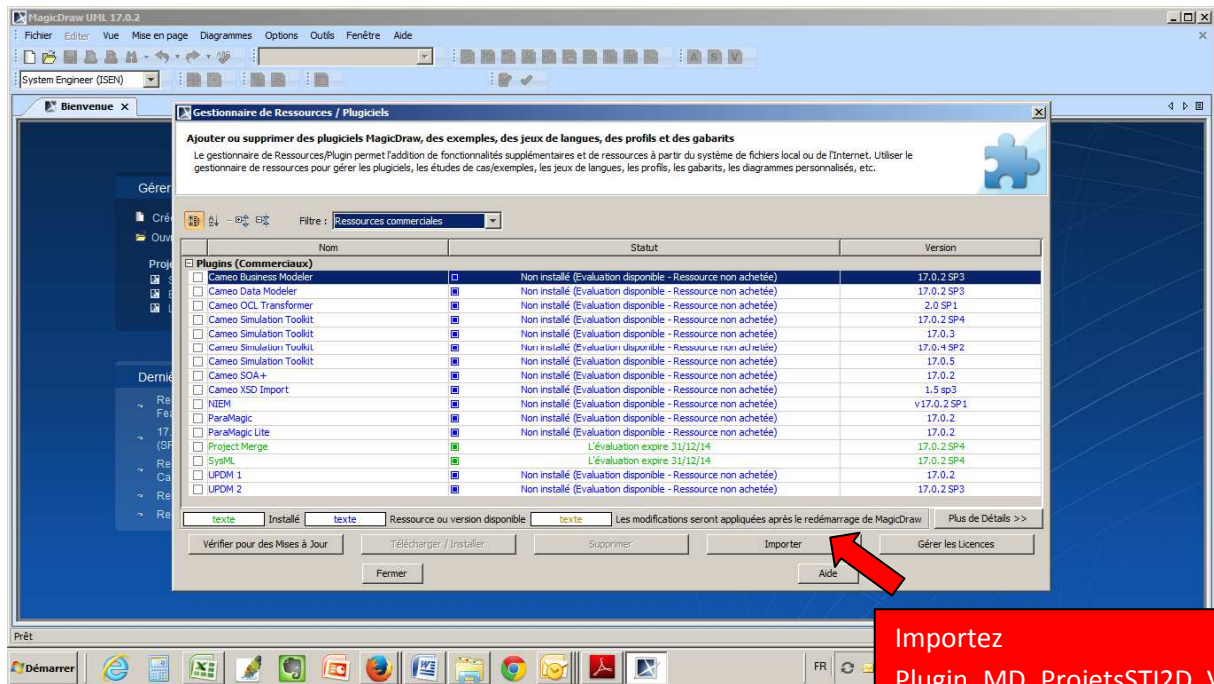 MagicDraw UML 17.0.2
Fichier Editer Vue Mise en page Diagrammes Options Outils Fenêtre Aide
System Engineer (ISEN)
A S V
Bienvenue
Gestionnaire de Ressources / Plugiciels
Ajouter ou supprimer des plugiciels MagicDraw, des exemples, des jeux de langues, des profils et des gabarits
Le gestionnaire de Ressources/Plugin permet l'addition de fonctionnalités supplémentaires et de ressources à partir du système de fichiers local ou de l'Internet. Utiliser le
gestionnaire de ressources pour gérer les plugiciels, les études de cas/exemples, les jeux de langues, les profils, les gabarits, les diagrammes personnalisés, etc.
Gérer
Cré
Ouv
Proje
Filtre : Ressources commerciales
Nom Statut Version
Plugins (Commerciaux)
Cameo Business Modeler Non installé (Evaluation disponible - Ressource non achetée) 17.0.2 SP3
Cameo Data Modeler Non installé (Evaluation disponible - Ressource non achetée) 17.0.2 SP3
Cameo OCL Transformer Non installé (Evaluation disponible - Ressource non achetée) 2.0 SP1
Cameo Simulation Toolkit Non installé (Evaluation disponible - Ressource non achetée) 17.0.2 SP4
Cameo Simulation Toolkit Non installé (Evaluation disponible - Ressource non achetée) 17.0.3
Cameo Simulation Toolkit Non installé (Evaluation disponible - Ressource non achetée) 17.0.4 SP2
Cameo Simulation Toolkit Non installé (Evaluation disponible - Ressource non achetée) 17.0.5
Cameo SOA+ Non installé (Evaluation disponible - Ressource non achetée) 17.0.2
Cameo XSD Import Non installé (Evaluation disponible - Ressource non achetée) 1.5 sp3
NIEM Non installé (Evaluation disponible - Ressource non achetée) v17.0.2 SP1
ParaMagic Non installé (Evaluation disponible - Ressource non achetée) 17.0.2
ParaMagic Lite Non installé (Evaluation disponible - Ressource non achetée) 17.0.2
Project Merge L'évaluation expire 31/12/14 17.0.2 SP4
SysML L'évaluation expire 31/12/14 17.0.2 SP4
UPDM 1 Non installé (Evaluation disponible - Ressource non achetée) 17.0.2
UPDM 2 Non installé (Evaluation disponible - Ressource non achetée) 17.0.2 SP3
Derniè
Re
Fea
17.
(SP
Re
Ca
Re
Re
texte Installé texte Ressource ou version disponible texte Les modifications seront appliquées après le redémarrage de MagicDraw Plus de Détails >>
Vérifier pour des Mises à Jour Télécharger / Installer Supprimer Importer Gérer les Licences
Fermer Aide
Prêt
Démarrer
FR
Importez
Plugin_MD_ProjetsSTI2D_V